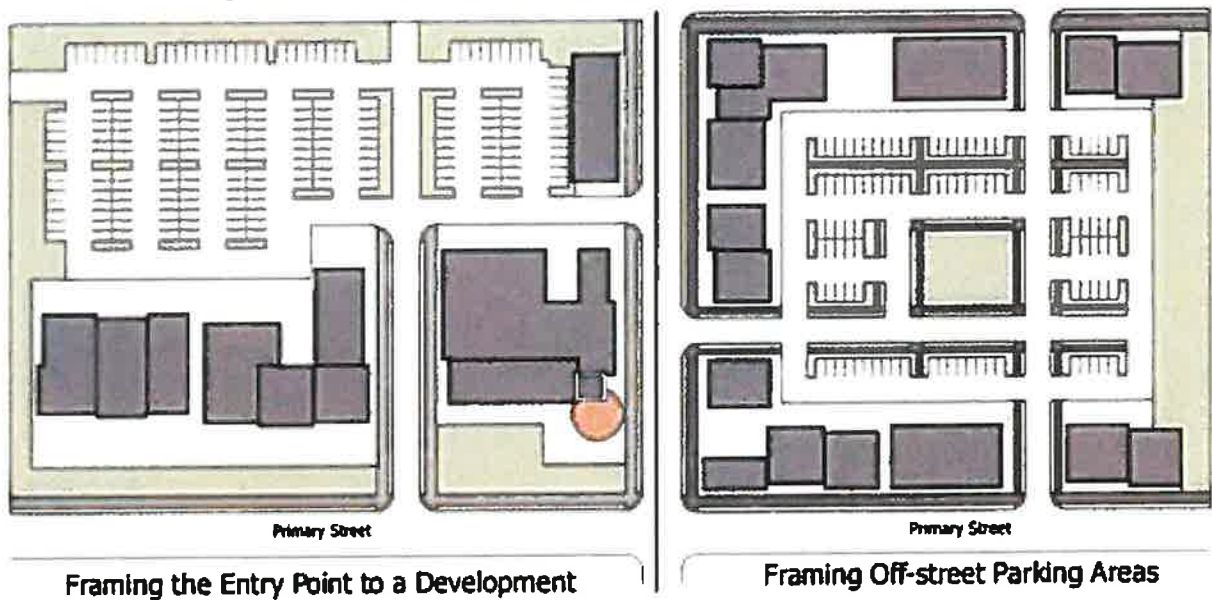 Primary Street
Framing the Entry Point to a Development
Primary Street
Framing Off-street Parking Areas